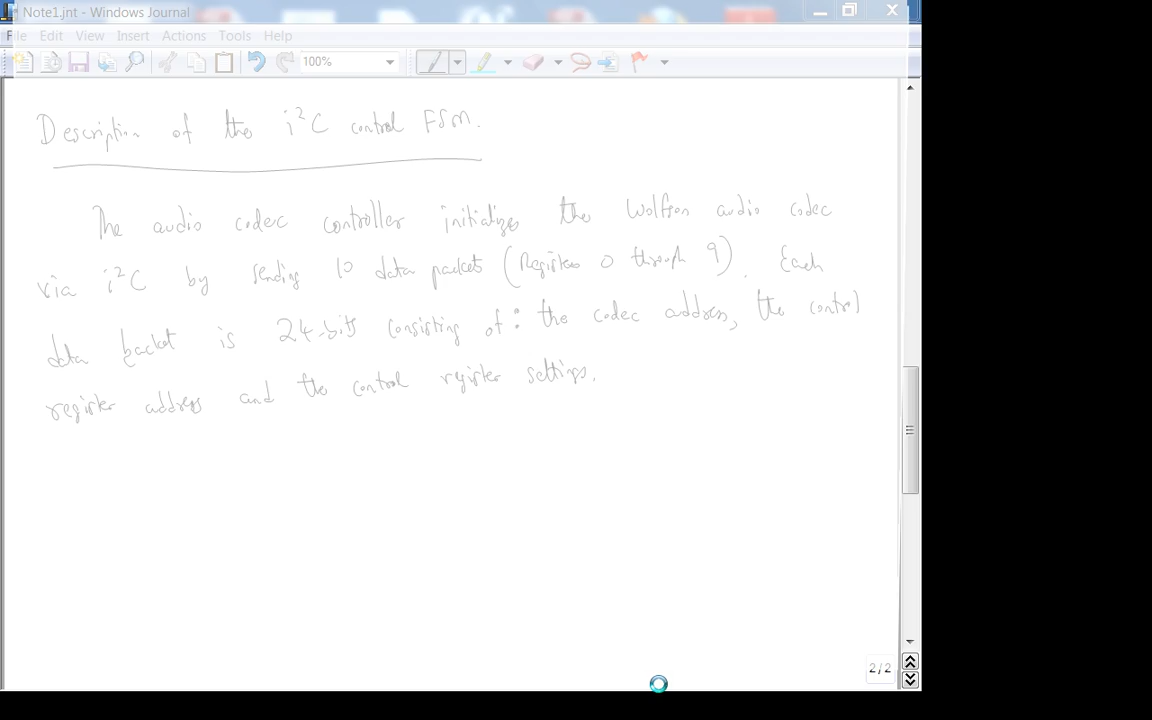 Note1.jnt - Windows Journal
File Edit View Insert Actions Tools Help
100%
Description of the i²C control FSM.
The audio codec controller initializes the Wolfson audio codec
via i²C by sending 10 data packets (Registers 0 through 9). Each
data packet is 24-bits consisting of: the codec address, the control
register address and the control register settings.
2/2